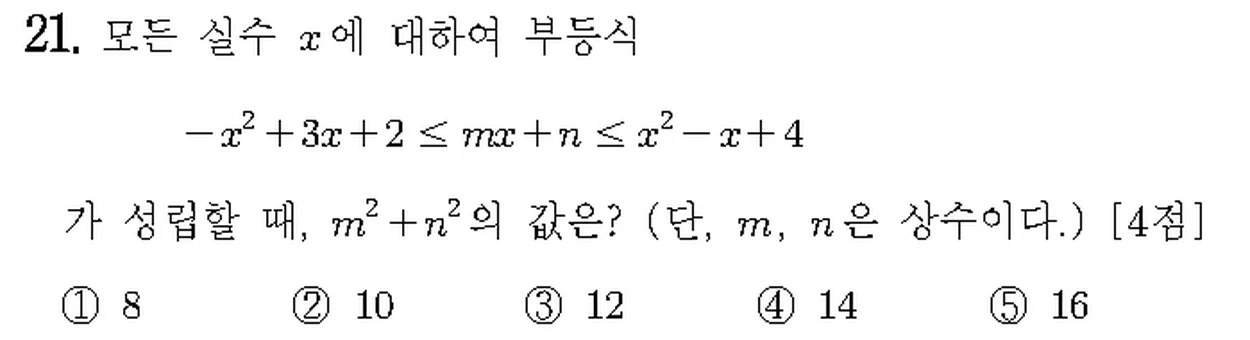 21. 모든 실수 x에 대하여 부등식
−x² + 3x + 2 ≤ mx + n ≤ x² − x + 4
가 성립할 때, m² + n²의 값은? (단, m, n은 상수이다.) [4점]
① 8 ② 10 ③ 12 ④ 14 ⑤ 16